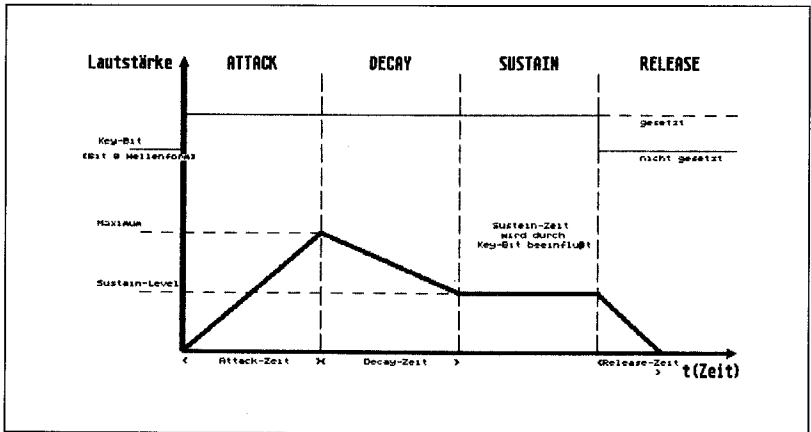 Lautstärke ATTACK DECAY SUSTAIN RELEASE
gesetzt
Key-Bit
(Bit 0 Wellenform)
nicht gesetzt
Maximum
Sustain-Zeit
wird durch
Key-Bit beeinflußt
Sustain-Level
Attack-Zeit Decay-Zeit Release-Zeit
t(Zeit)